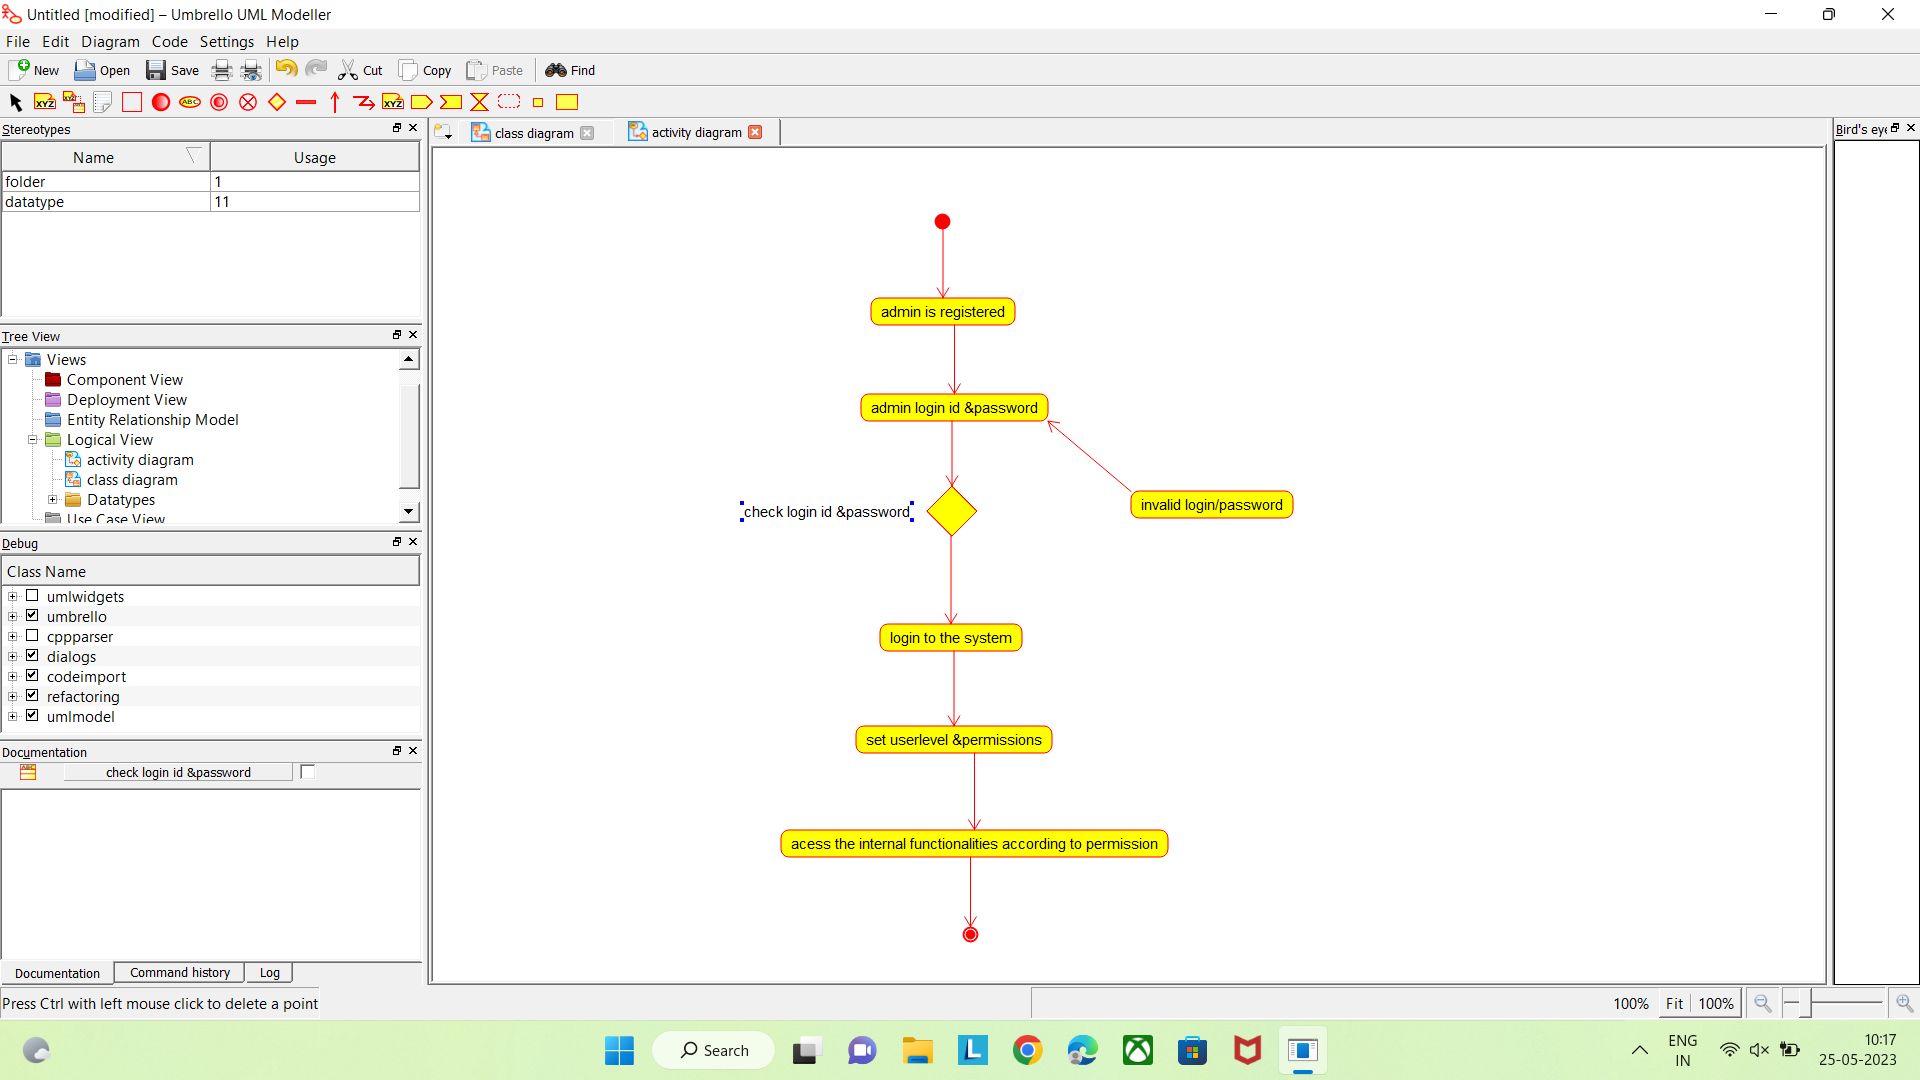 Untitled [modified] – Umbrello UML Modeller
File Edit Diagram Code Settings Help
New Open Save Cut Copy Paste Find
XYZ XYZ ABC XYZ
Stereotypes
class diagram activity diagram
Bird's eye
Name Usage
folder 1
datatype 11
Tree View
Views
Component View
Deployment View
Entity Relationship Model
Logical View
activity diagram
class diagram
Datatypes
Use Case View
Debug
Class Name
umlwidgets
umbrello
cppparser
dialogs
codeimport
refactoring
umlmodel
Documentation
ABC
check login id &password
Documentation Command history Log
admin is registered
admin login id &password
invalid login/password
check login id &password
login to the system
set userlevel &permissions
acess the internal functionalities according to permission
Press Ctrl with left mouse click to delete a point
100% Fit 100%
Search
L
ENG
IN
10:17
25-05-2023